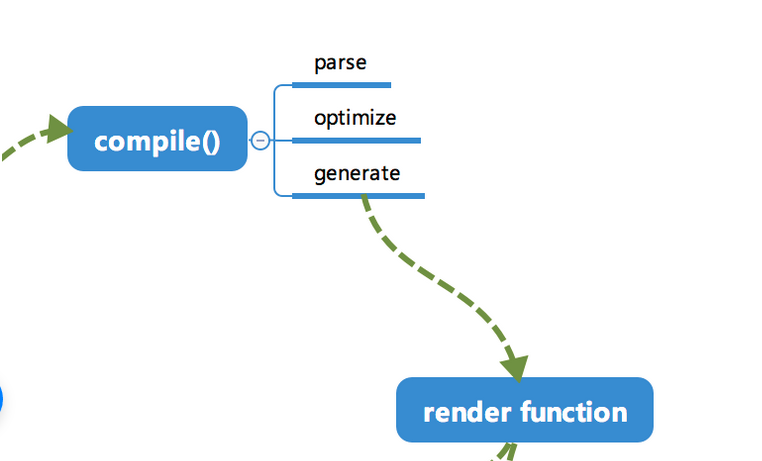 parse
optimize
compile()
generate
render function